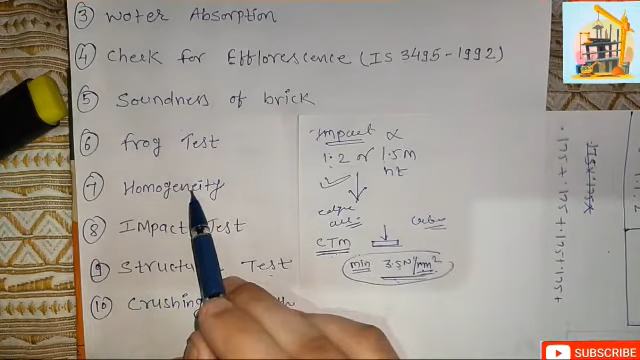 ③ Water Absorption
④ Check for Efflorescence (IS 3495-1992)
⑤ Soundness of brick
⑥ frog Test
⑦ Homogeneity
⑧ IMpact Test
⑨ Structu Test
⑩ Crushing
Impact ∝
1:2 or 1.5m
ht
CTM
min 3.5N/mm²
SUBSCRIBE